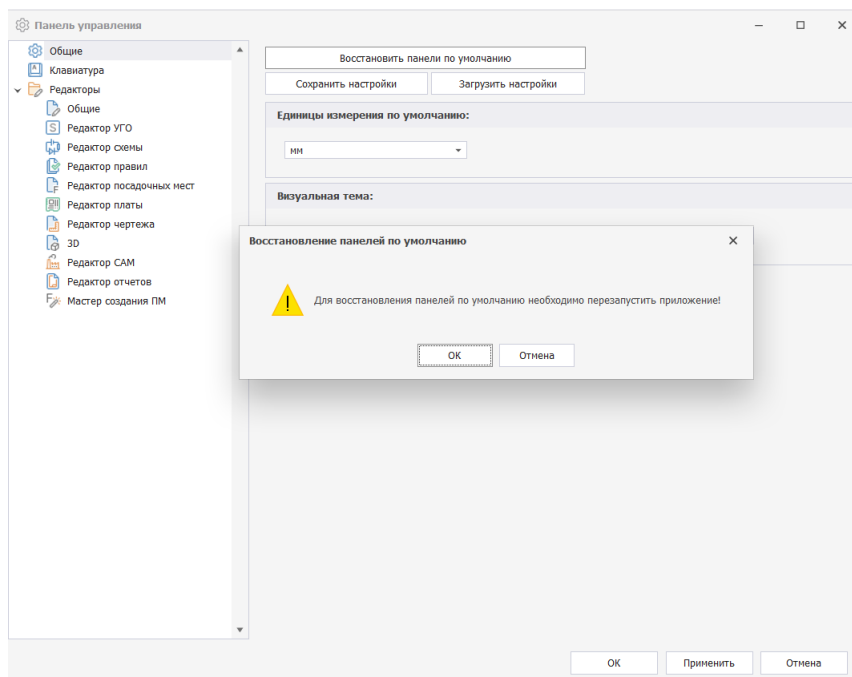 Панель управления
Общие
Клавиатура
Редакторы
Общие
Редактор УГО
Редактор схемы
Редактор правил
Редактор посадочных мест
Редактор платы
Редактор чертежа
3D
Редактор CAM
Редактор отчетов
Мастер создания ПМ
Восстановить панели по умолчанию
Сохранить настройки
Загрузить настройки
Единицы измерения по умолчанию:
мм
Визуальная тема:
Восстановление панелей по умолчанию
Для восстановления панелей по умолчанию необходимо перезапустить приложение!
ОК
Отмена
ОК
Применить
Отмена